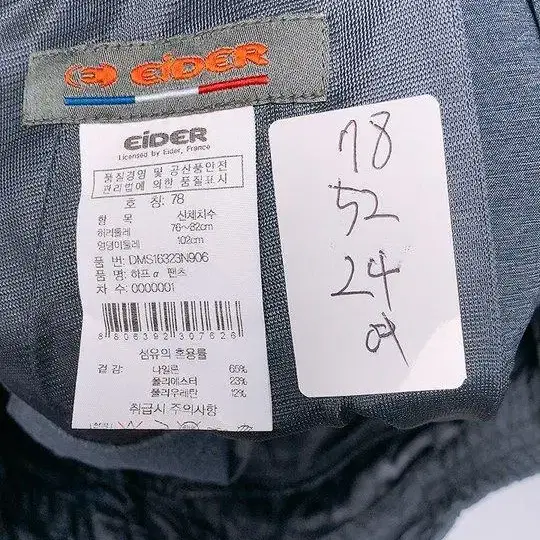 EiDER
EiDER
Licensed by Eider, France
품질경영 및 공산품안전
관리법에 의한 품질표시
호 칭: 78
항 목 신체치수
허리둘레 76~82cm
엉덩이둘레 102cm
품 번: DMS16323N906
품 명: 하프α 팬츠
차 수: 0000001
8 806392 307626
섬유의 혼용률
겉 감: 나일론 65%
폴리에스터 23%
폴리우레탄 12%
취급시 주의사항
78
52
24
여